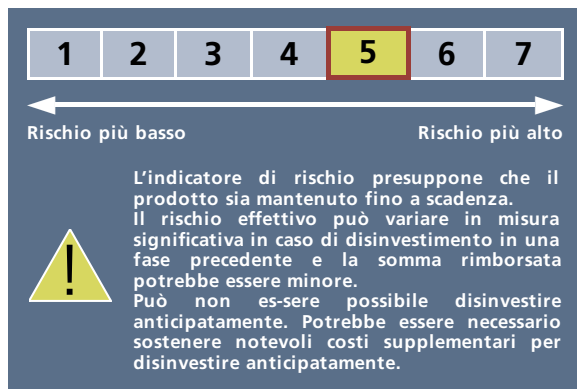 1 2 3 4 5 6 7
Rischio più basso Rischio più alto
L’indicatore di rischio presuppone che il
prodotto sia mantenuto fino a scadenza.
Il rischio effettivo può variare in misura
significativa in caso di disinvestimento in una
fase precedente e la somma rimborsata
potrebbe essere minore.
Può non es-sere possibile disinvestire
anticipatamente. Potrebbe essere necessario
sostenere notevoli costi supplementari per
disinvestire anticipatamente.
!